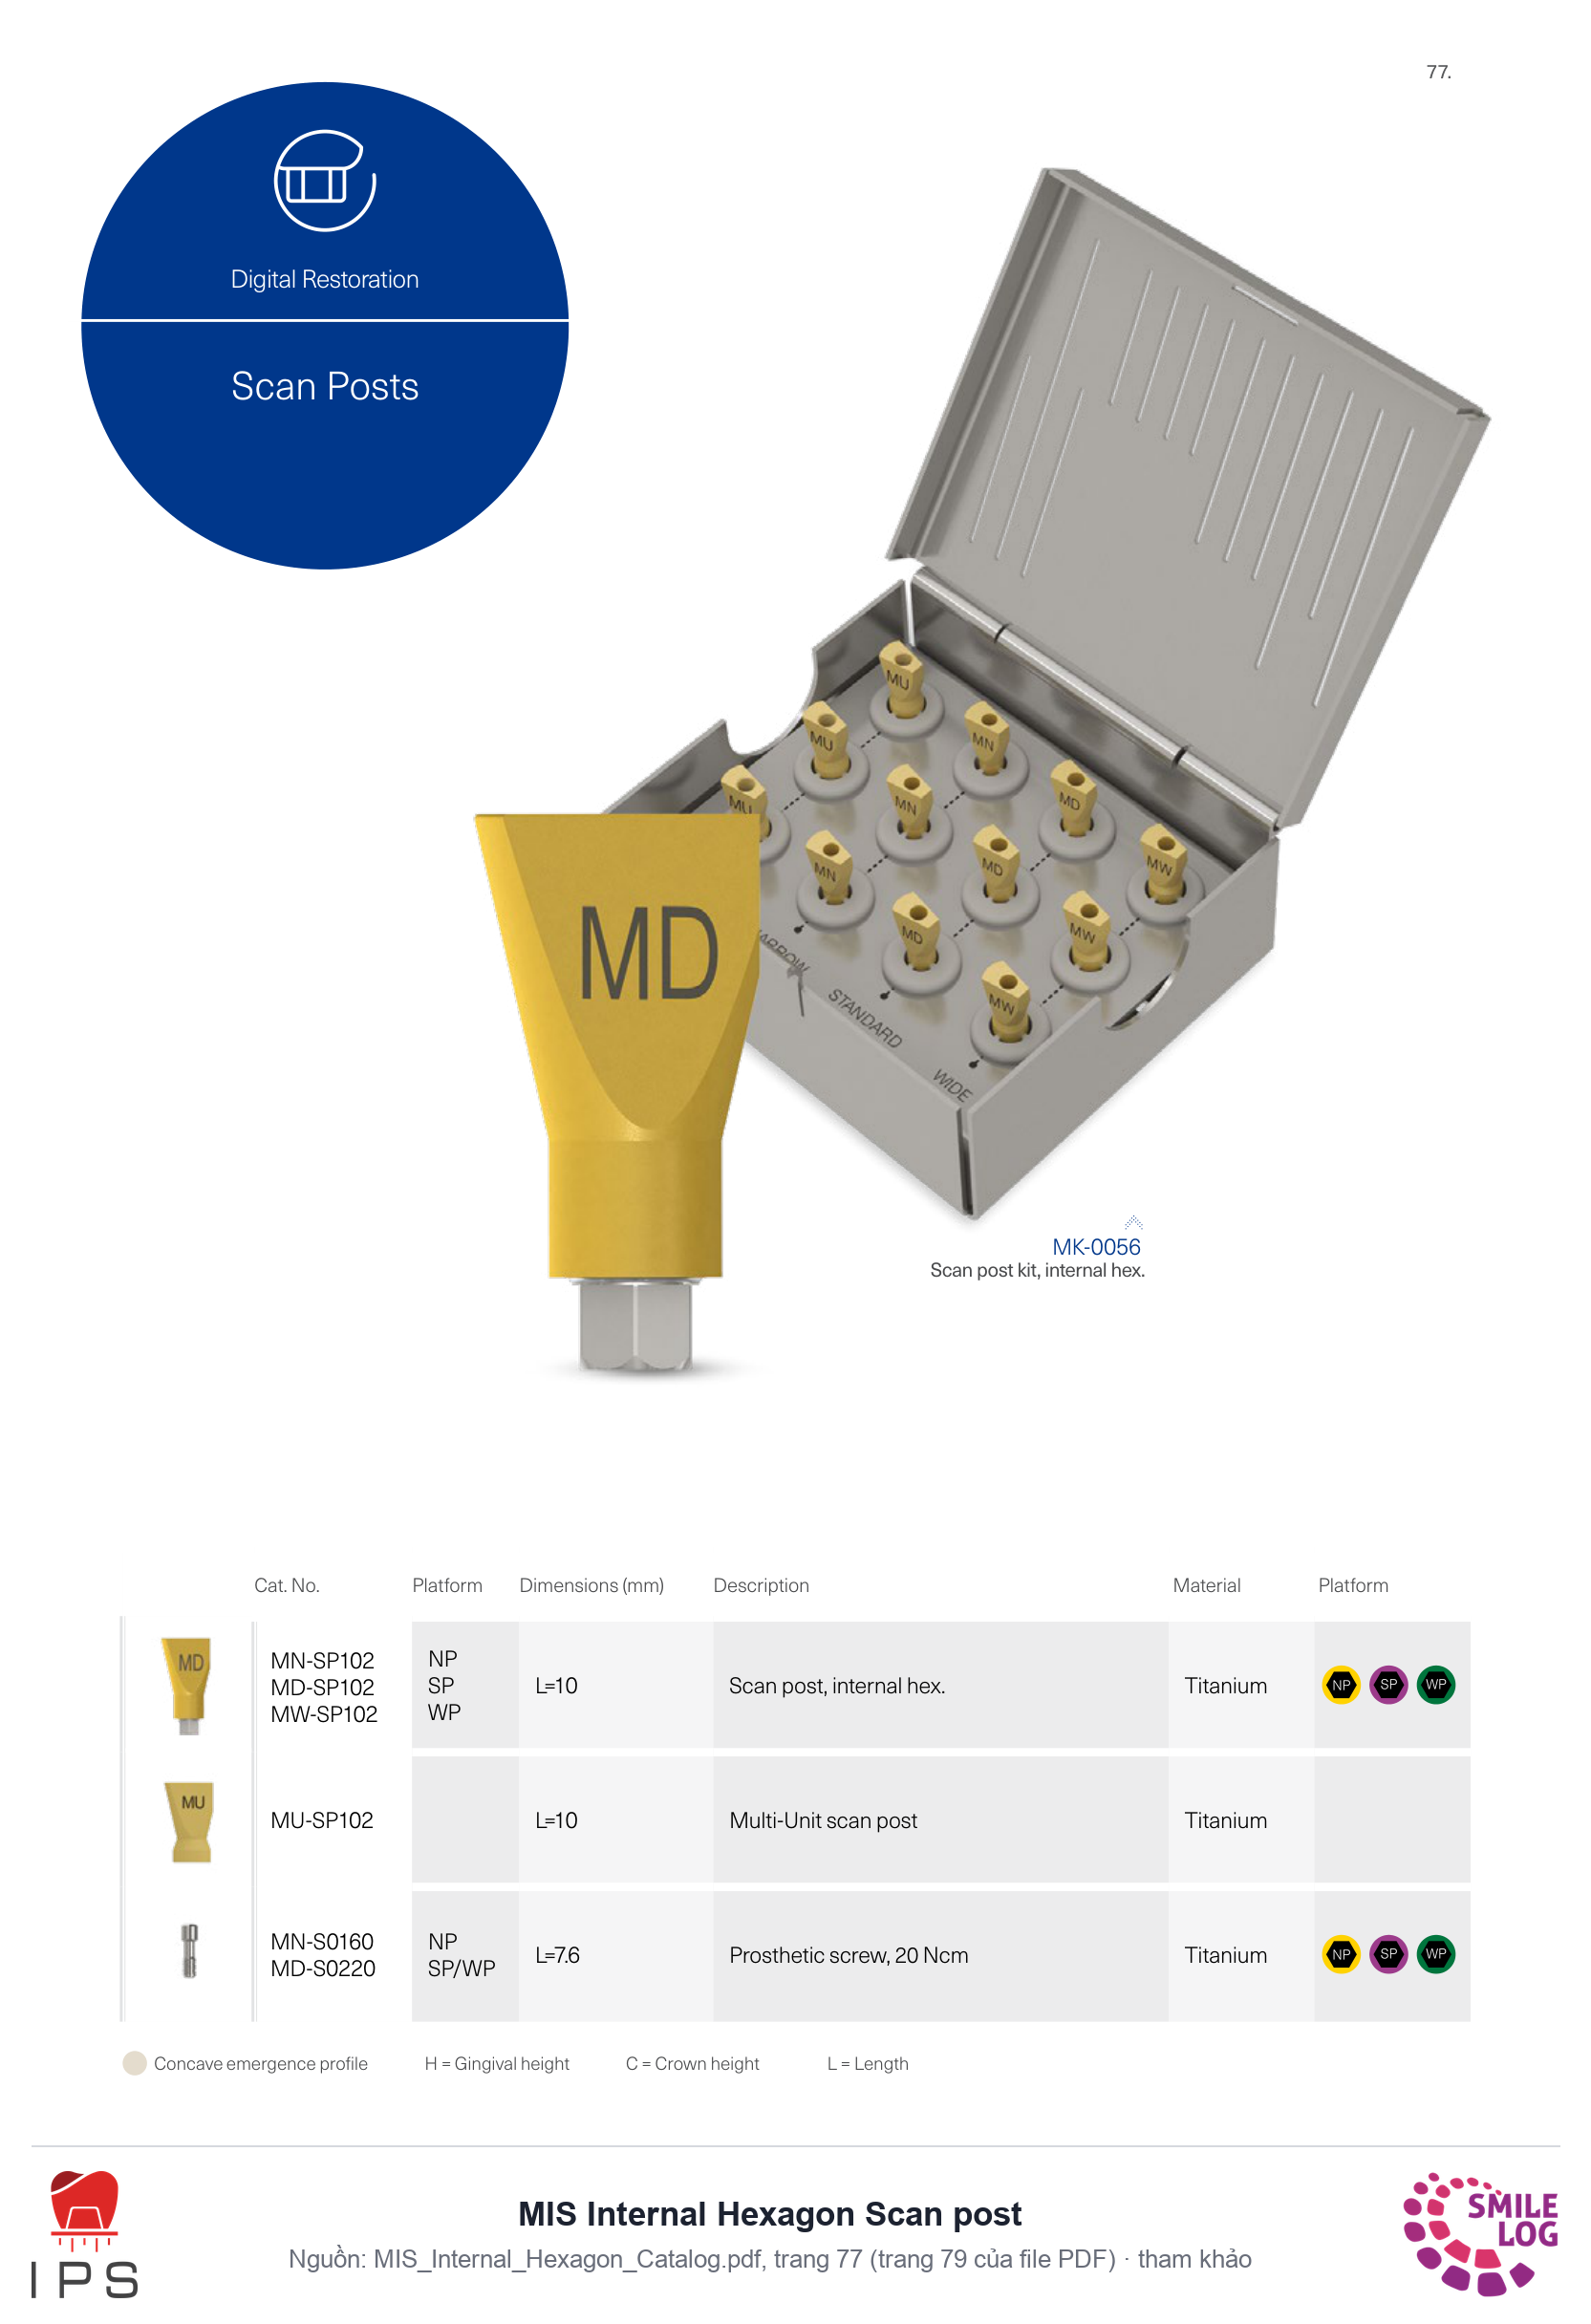 77.
Digital Restoration
Scan Posts
MU
MU
MN
MU
MN
MD
MN
MD
MW
MD
MW
MW
STANDARD
WIDE
MD
MK-0056
Scan post kit, internal hex.
Cat. No. Platform Dimensions (mm) Description Material Platform
MD
MN-SP102 NP
MD-SP102 SP L=10 Scan post, internal hex. Titanium NP SP WP
MW-SP102 WP
MU
MU-SP102 L=10 Multi-Unit scan post Titanium
MN-S0160 NP
MD-S0220 SP/WP L=7.6 Prosthetic screw, 20 Ncm Titanium NP SP WP
Concave emergence profile H = Gingival height C = Crown height L = Length
IPS
MIS Internal Hexagon Scan post
Nguồn: MIS_Internal_Hexagon_Catalog.pdf, trang 77 (trang 79 của file PDF) · tham khảo
SMILE
LOG